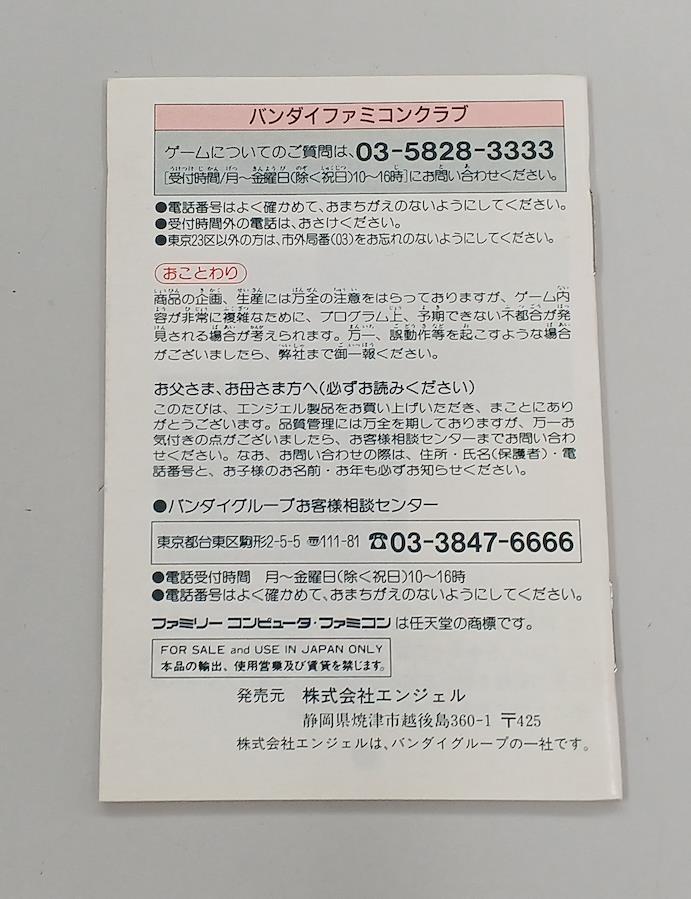 バンダイファミコンクラブ
ゲームについてのご質問は、03-5828-3333
[受付時間/月〜金曜日(除く祝日)10〜16時]にお問い合わせください。
●電話番号はよく確かめて、おまちがえのないようにしてください。
●受付時間外の電話は、おさけください。
●東京23区以外の方は、市外局番(03)をお忘れのないようにしてください。
おことわり
商品の企画、生産には万全の注意をはらっておりますが、ゲーム内
容が非常に複雑なために、プログラム上、予期できない不都合が発
見される場合が考えられます。万一、誤動作等を起こすような場合
がございましたら、弊社まで御一報ください。
お父さま、お母さま方へ(必ずお読みください)
このたびは、エンジェル製品をお買い上げいただき、まことにあり
がとうございます。品質管理には万全を期しておりますが、万一お
気付きの点がございましたら、お客様相談センターまでお問い合わ
せください。なお、お問い合わせの際は、住所・氏名(保護者)・電
話番号と、お子様のお名前・お年も必ずお知らせください。
●バンダイグループお客様相談センター
東京都台東区駒形2-5-5 〒111-81 ☎03-3847-6666
●電話受付時間 月〜金曜日(除く祝日)10〜16時
●電話番号はよく確かめて、おまちがえのないようにしてください。
ファミリーコンピュータ・ファミコンは任天堂の商標です。
FOR SALE and USE IN JAPAN ONLY
本品の輸出、使用営業及び賃貸を禁じます。
発売元 株式会社エンジェル
静岡県焼津市越後島360-1 〒425
株式会社エンジェルは、バンダイグループの一社です。